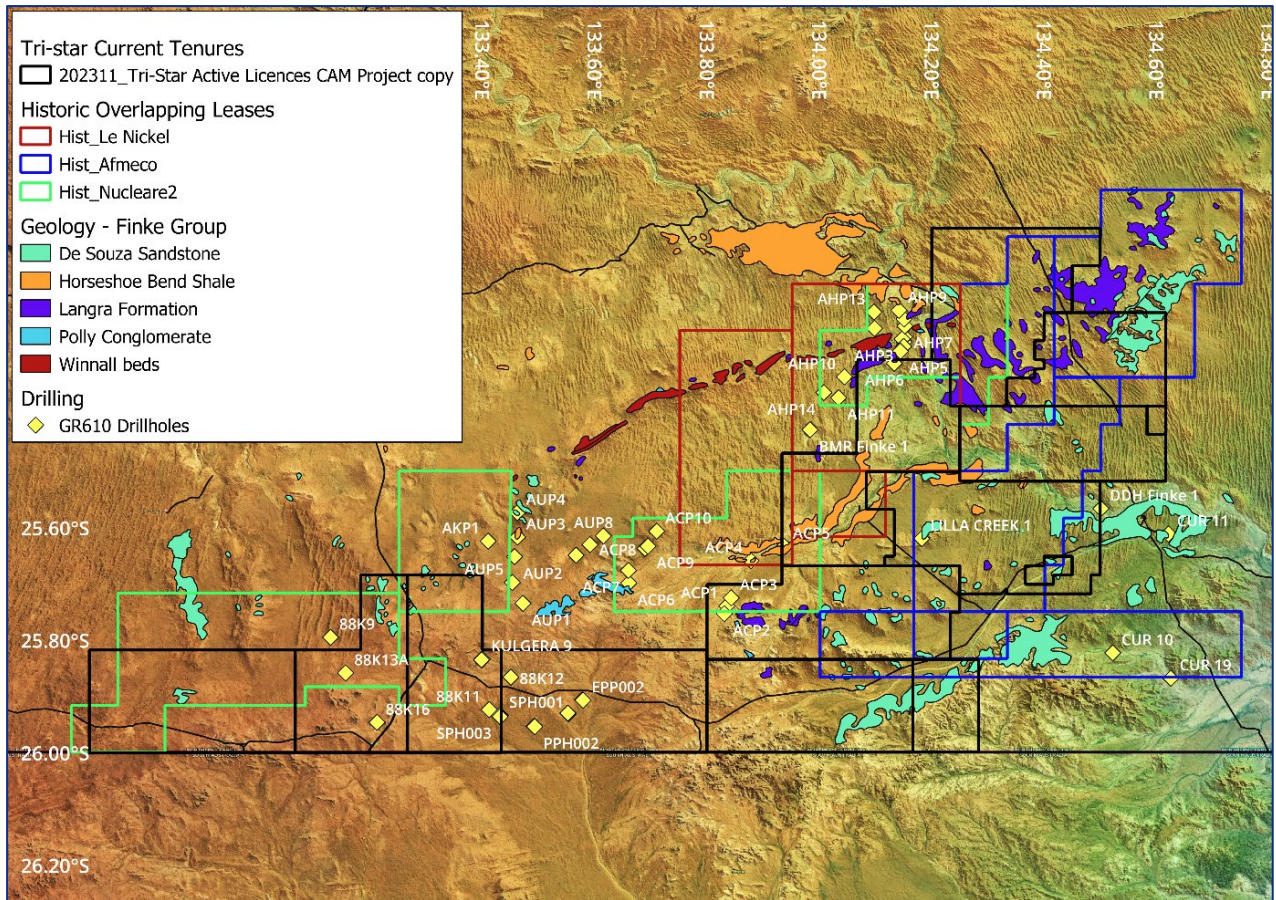 Tri-star Current Tenures
202311_Tri-Star Active Licences CAM Project copy
Historic Overlapping Leases
Hist_Le Nickel
Hist_Afmeco
Hist_Nucleare2
Geology - Finke Group
De Souza Sandstone
Horseshoe Bend Shale
Langra Formation
Polly Conglomerate
Winnall beds
Drilling
GR610 Drillholes
133.40°E
133.60°E
133.80°E
134.00°E
134.20°E
134.40°E
134.60°E
134.80°E
AHP13
AHP9
AHP7
AHP3
AHP10
AHP5
AHP6
AHP11
AHP14
BMR Finke 1
AUP4
AUP3
AUP8
ACP10
DDH Finke 1
25.60°S
AKP1
ACP5
LILLA CREEK 1
CUR 11
ACP8
ACP4
ACP9
AUP5
AUP2
ACP7
ACP3
ACP1
ACP6
AUP1
ACP2
25.80°S
88K9
CUR 10
KULGERA 9
88K13A
CUR 19
88K12
EPP002
88K11
SPH001
88K16
SPH003
PPH002
26.00°S
26.20°S